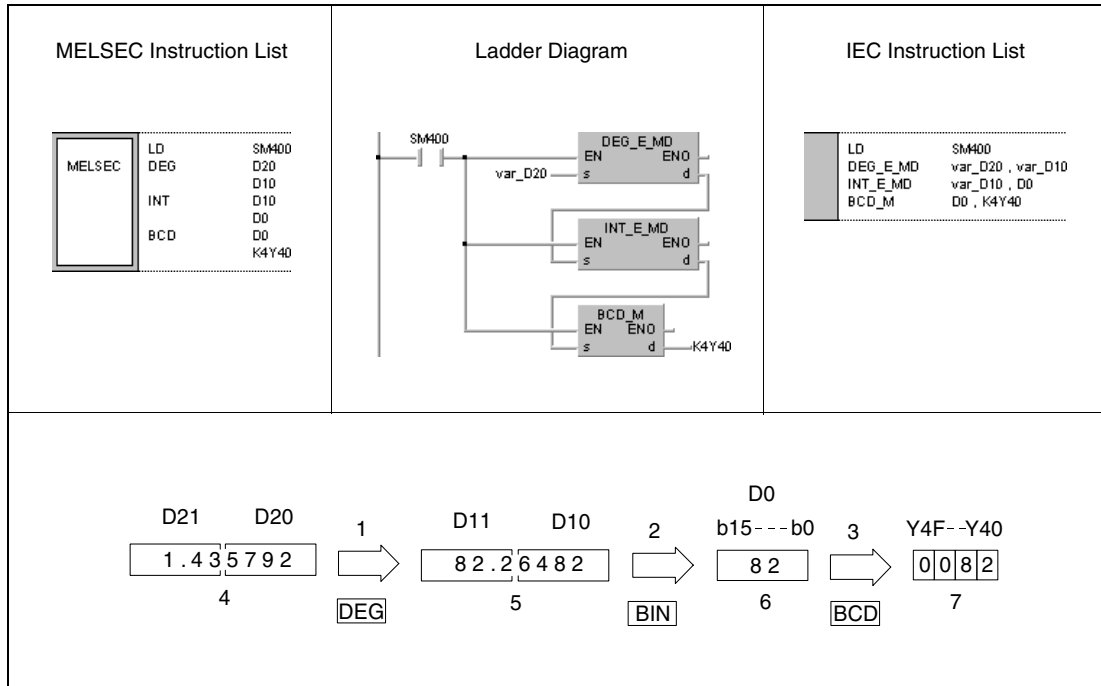 MELSEC Instruction List
MELSEC
LD SM400
DEG D20
D10
INT D10
D0
BCD D0
K4Y40
Ladder Diagram
SM400
DEG_E_MD
EN ENO
var_D20 s d
INT_E_MD
EN ENO
s d
BCD_M
EN ENO
s d K4Y40
IEC Instruction List
LD SM400
DEG_E_MD var_D20 , var_D10
INT_E_MD var_D10 , D0
BCD_M D0 , K4Y40
D0
D21 D20 1 D11 D10 2 b15---b0 3 Y4F--Y40
1.435792 82.26482 82 0082
4 DEG 5 BIN 6 BCD 7